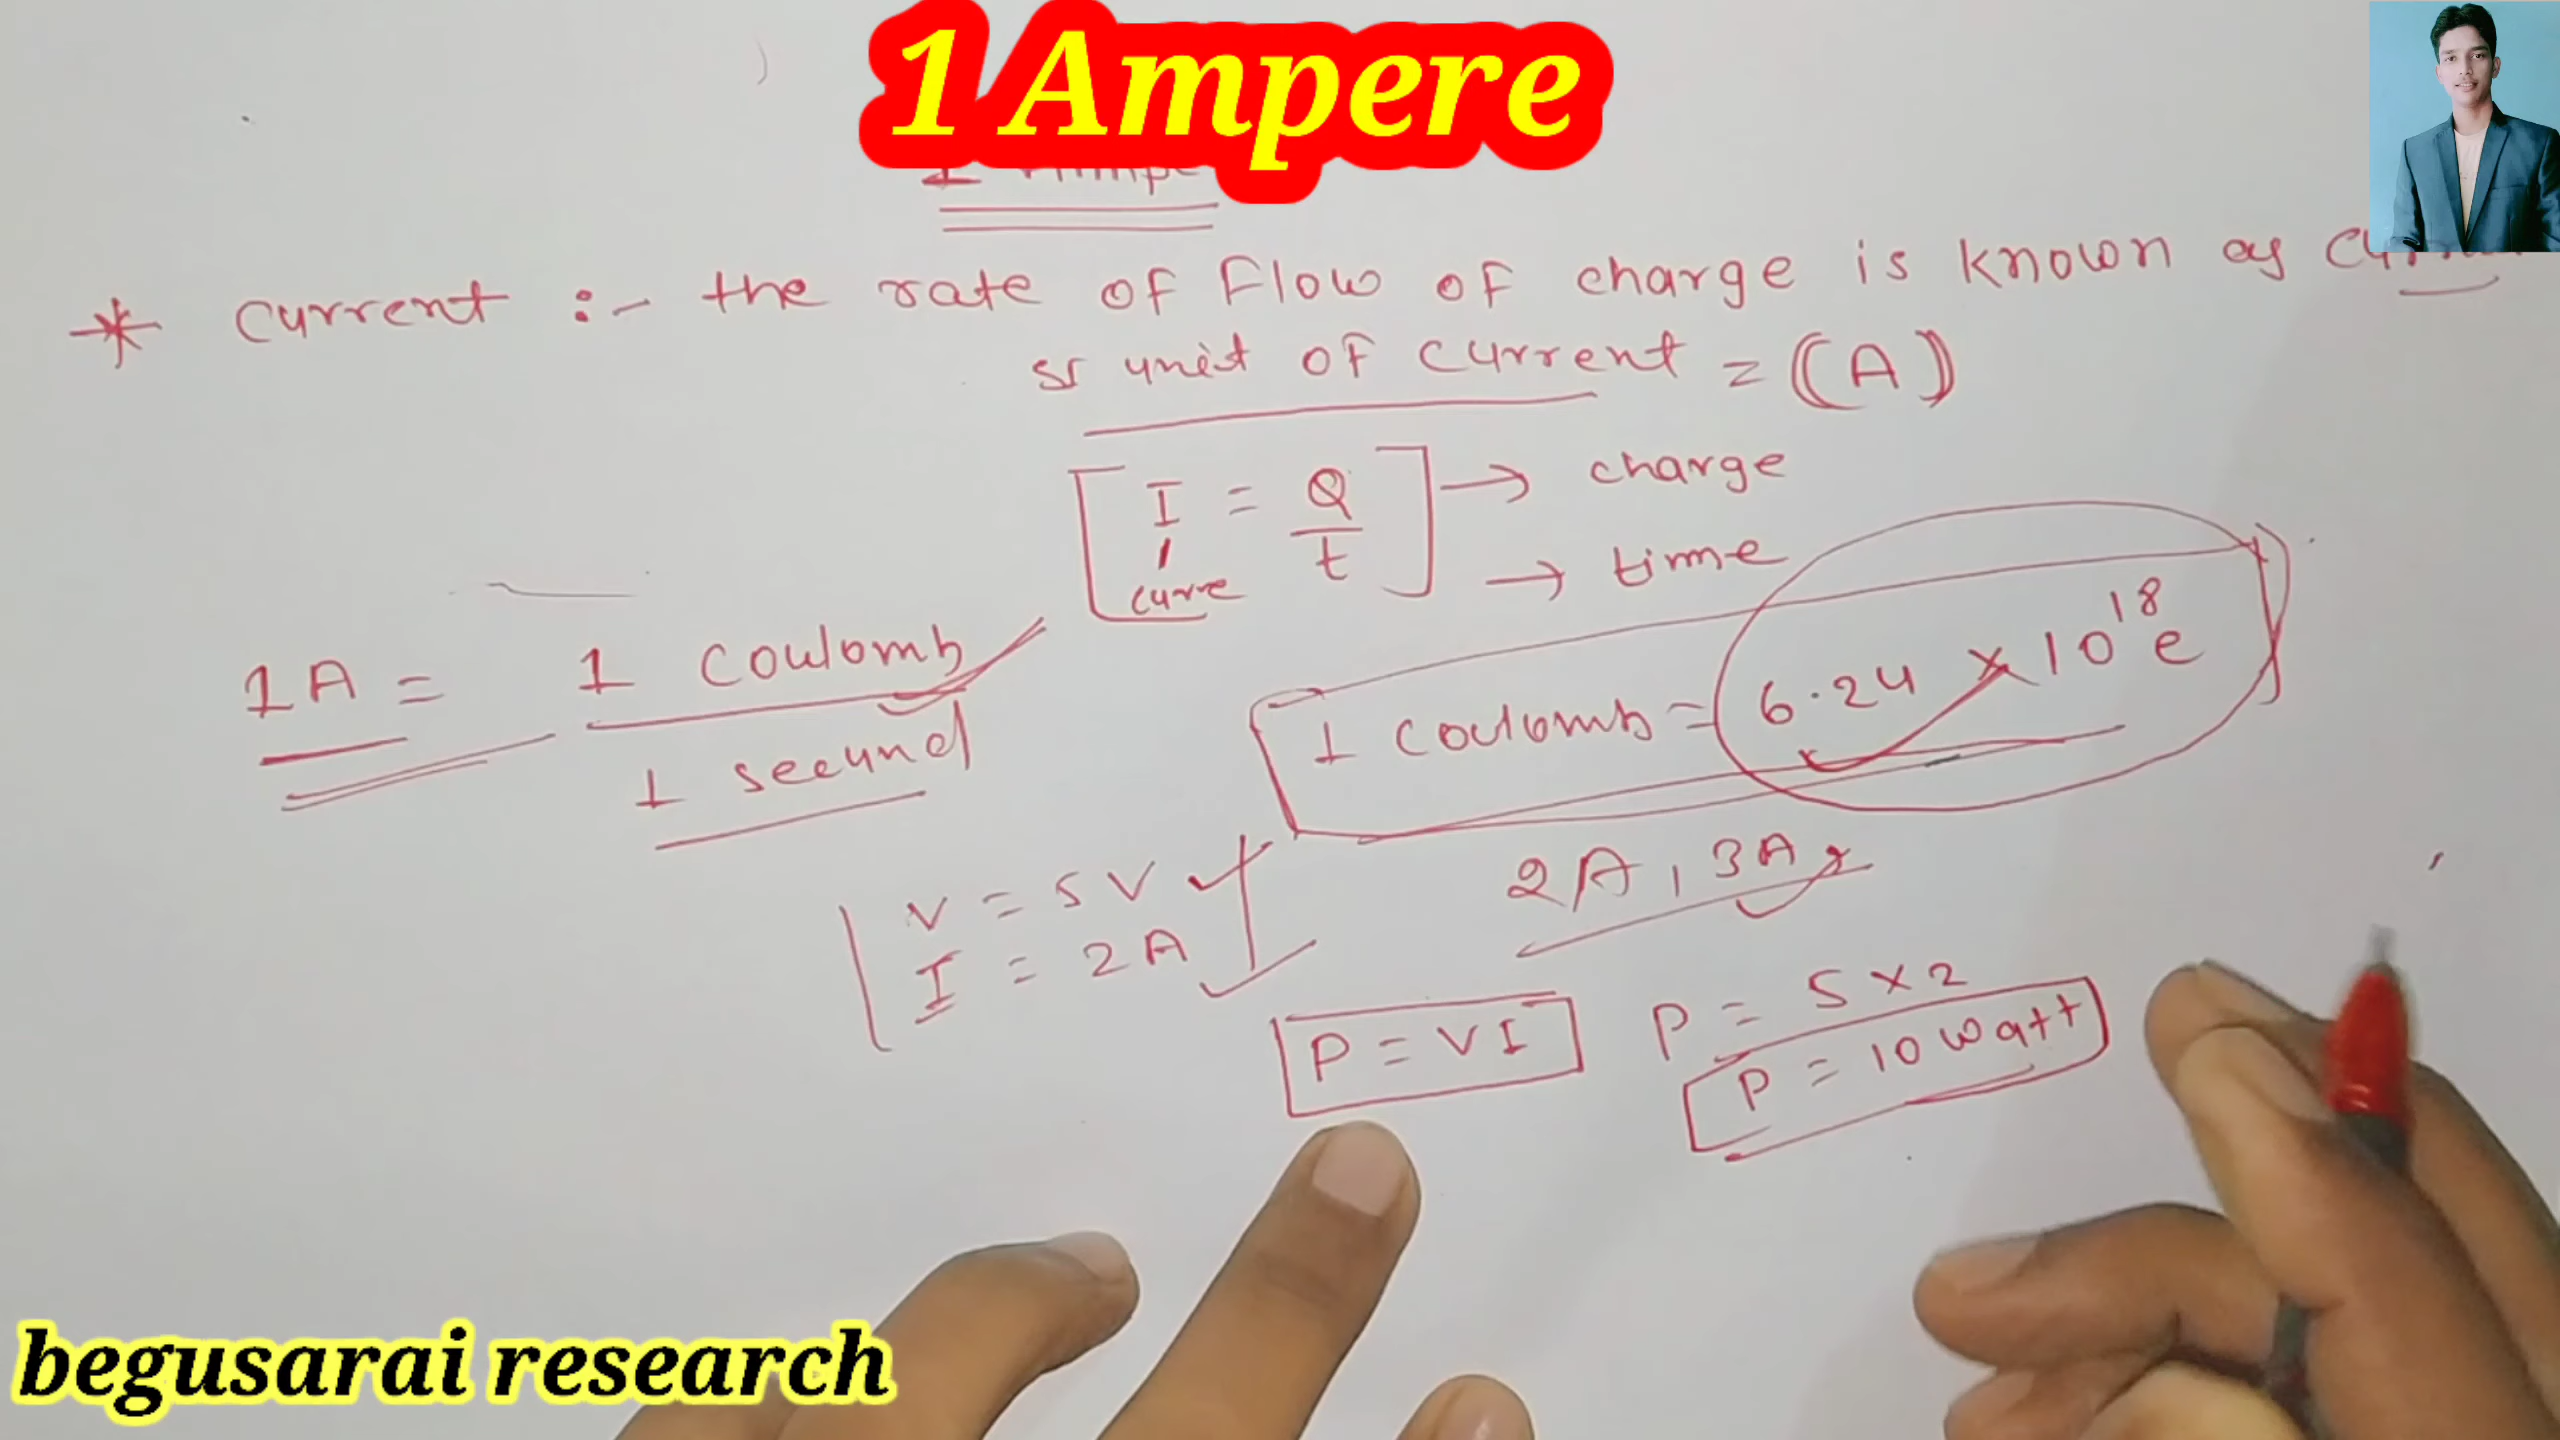 1 Ampere
* Current :- the rate of Flow of charge is known as
SI unit of current = (A)
[ I = Q/t ] → charge
→ time
curre
1A = 1 Coulomb / 1 secund
1 Coulomb = 6.24 × 10^18 e
2A, 3A
V = 5V
I = 2A
P = VI
P = 5 × 2
P = 10 watt
begusarai research